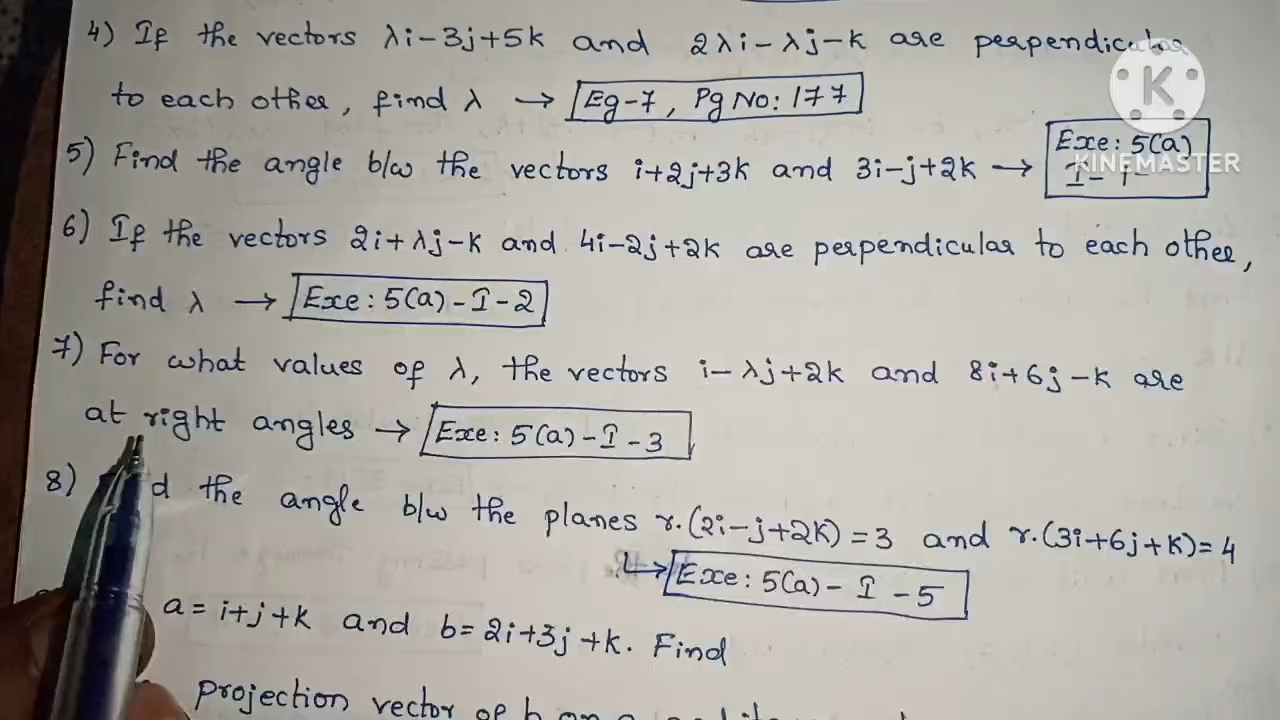 4) If the vectors λi-3j+5k and 2λi-λj-k are perpendicular
to each other, find λ → Eg-7, Pg No: 177
K
KINEMASTER
5) Find the angle b/w the vectors i+2j+3k and 3i-j+2k → Exe: 5(a)
I-1
6) If the vectors 2i+λj-k and 4i-2j+2k are perpendicular to each other,
find λ → Exe: 5(a)-I-2
7) For what values of λ, the vectors i-λj+2k and 8i+6j-k are
at right angles → Exe: 5(a)-I-3
8) the angle b/w the planes r.(2i-j+2k)=3 and r.(3i+6j+k)=4
↳ Exe: 5(a)-I-5
a=i+j+k and b=2i+3j+k. Find
projection vector of b on a and its